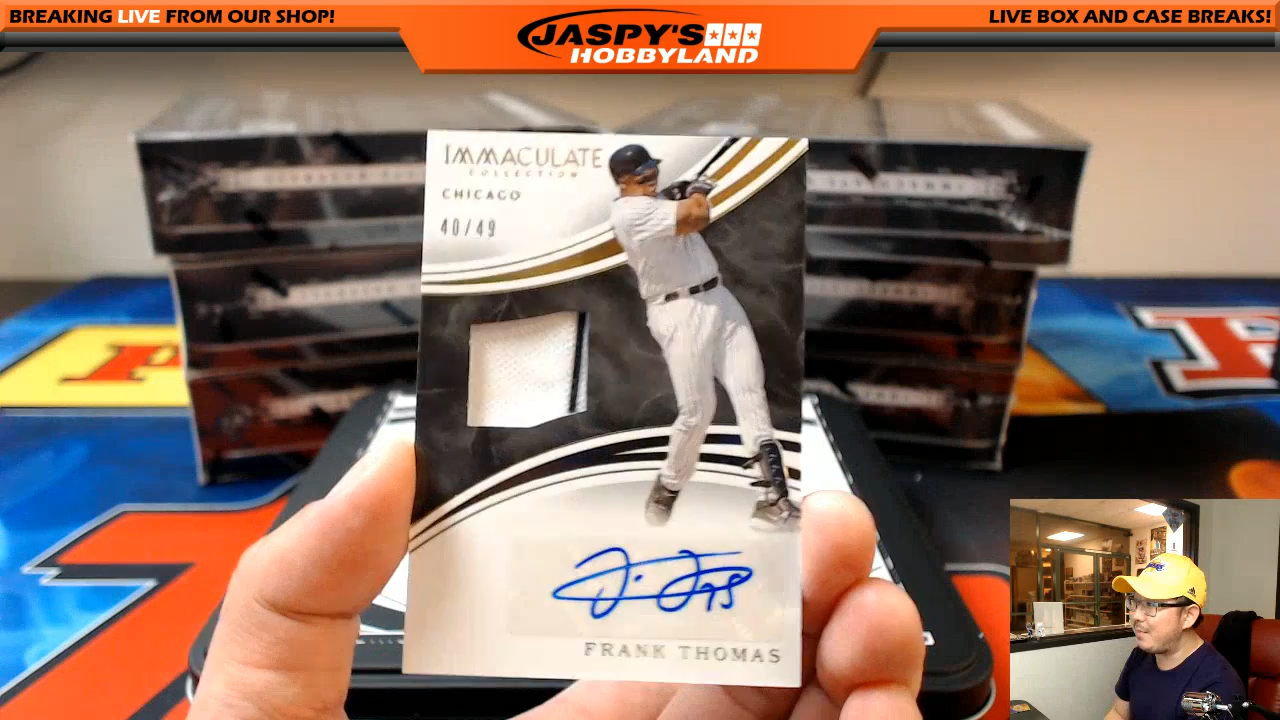 BREAKING LIVE FROM OUR SHOP!
JASPY'S
HOBBYLAND
LIVE BOX AND CASE BREAKS!
IMMACULATE
COLLECTION
CHICAGO
40/49
FRANK THOMAS